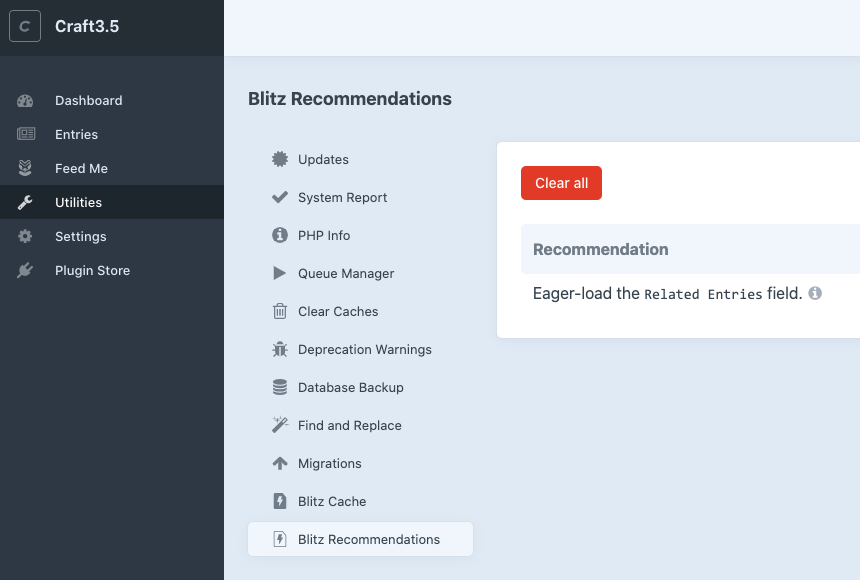 C
Craft3.5
Dashboard
Entries
Feed Me
Utilities
Settings
Plugin Store
Blitz Recommendations
Updates
System Report
PHP Info
Queue Manager
Clear Caches
Deprecation Warnings
Database Backup
Find and Replace
Migrations
Blitz Cache
Blitz Recommendations
Clear all
Recommendation
Eager-load the Related Entries field.